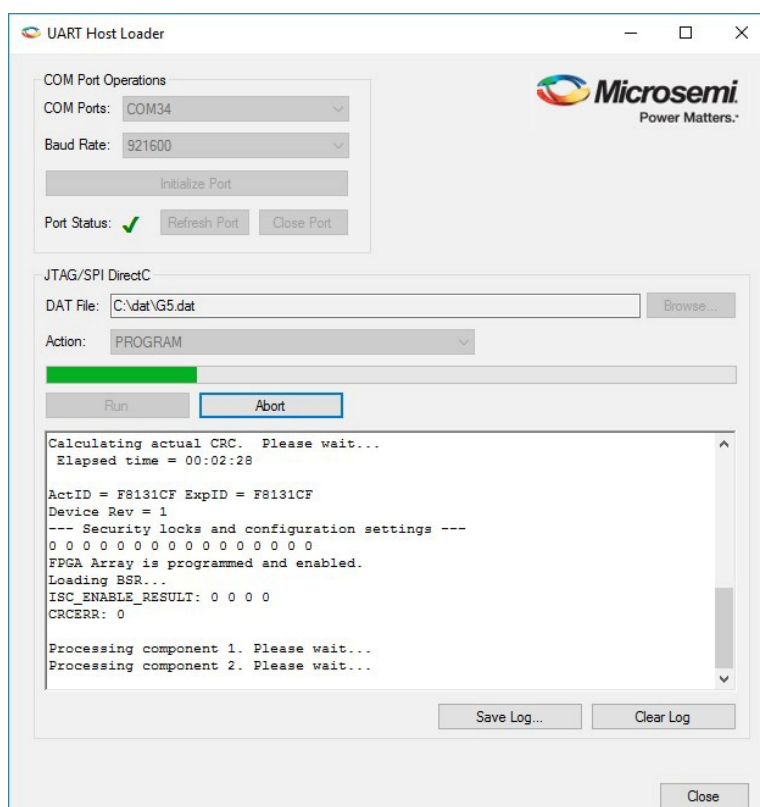 UART Host Loader
COM Port Operations
COM Ports: COM34
Baud Rate: 921600
Initialize Port
Port Status: Refresh Port Close Port
Microsemi.
Power Matters.™
JTAG/SPI DirectC
DAT File: C:\dat\G5.dat Browse...
Action: PROGRAM
Run Abort
Calculating actual CRC.  Please wait...
Elapsed time = 00:02:28
ActID = F8131CF ExpID = F8131CF
Device Rev = 1
--- Security locks and configuration settings ---
0 0 0 0 0 0 0 0 0 0 0 0 0 0 0 0
FPGA Array is programmed and enabled.
Loading BSR...
ISC_ENABLE_RESULT: 0 0 0 0
CRCERR: 0
Processing component 1. Please wait...
Processing component 2. Please wait...
Save Log... Clear Log
Close